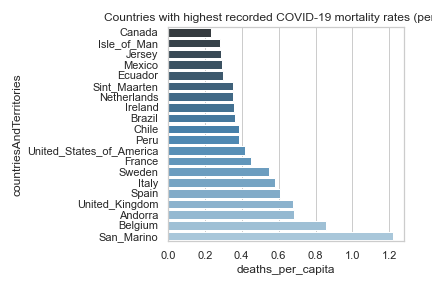 Countries with highest recorded COVID-19 mortality rates (per
Canada
Isle_of_Man
Jersey
Mexico
Ecuador
Sint_Maarten
Netherlands
Ireland
Brazil
Chile
Peru
United_States_of_America
France
Sweden
Italy
Spain
United_Kingdom
Andorra
Belgium
San_Marino
countriesAndTerritories
0.0 0.2 0.4 0.6 0.8 1.0 1.2
deaths_per_capita